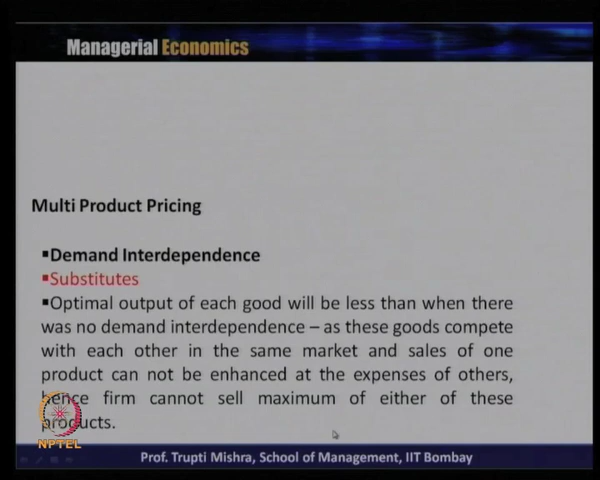 Managerial Economics
Multi Product Pricing
▪Demand Interdependence
▪Substitutes
▪Optimal output of each good will be less than when there
was no demand interdependence – as these goods compete
with each other in the same market and sales of one
product can not be enhanced at the expenses of others,
hence firm cannot sell maximum of either of these
products.
NPTEL
Prof. Trupti Mishra, School of Management, IIT Bombay